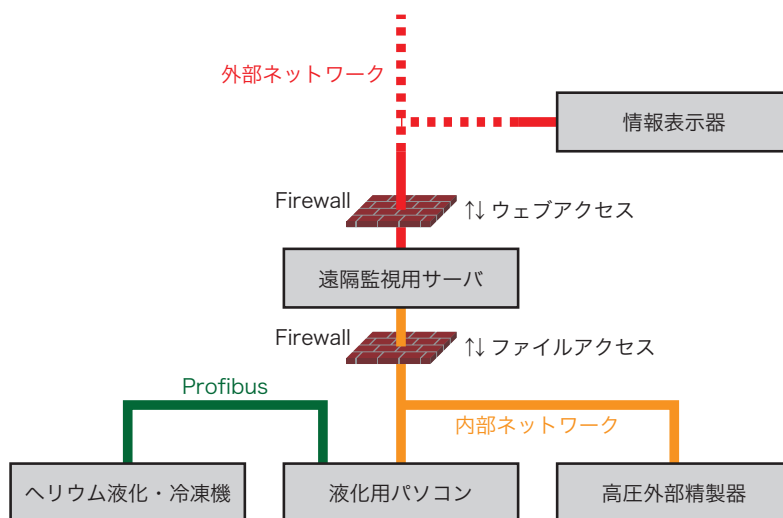 外部ネットワーク
情報表示器
Firewall
↑↓ ウェブアクセス
遠隔監視用サーバ
Firewall
↑↓ ファイルアクセス
Profibus
内部ネットワーク
ヘリウム液化・冷凍機
液化用パソコン
高圧外部精製器